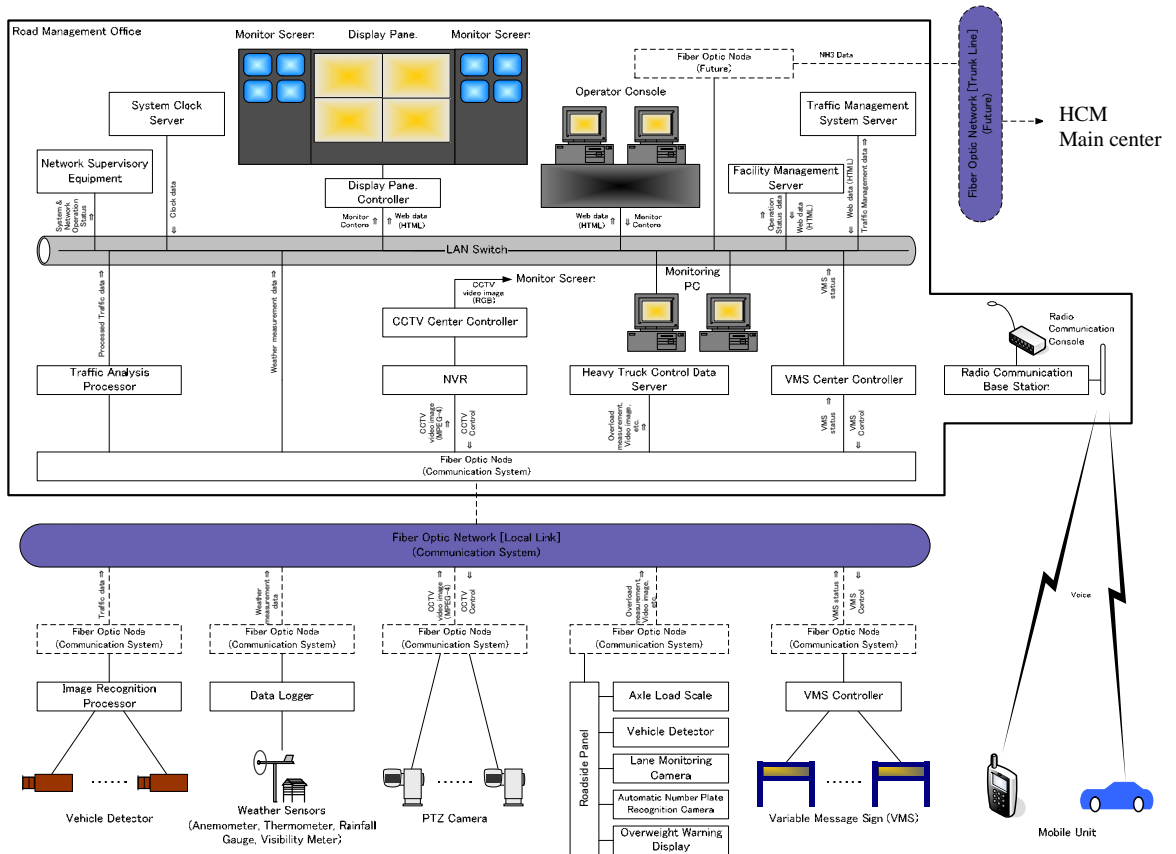 Road Management Office
Monitor Screen:
Display Pane.
Monitor Screen:
Fiber Optic Node
(Future)
NH3 Data
Fiber Optic Network [Trunk Line]
(Future)
HCM
Main center
System Clock
Server
Operator Console
Traffic Management
System Server
Network Supervisory
Equipment
Display Pane.
Controller
Facility Management
Server
System &
Network
Operation
Status ⇒
⇐ Clock data
Monitor
Contero ⇒
⇐ Web data
(HTML)
Web data ⇒
(HTML)
⇐ Monitor
Contero
⇒ Operation
Status data
⇐ Web data
(HTML)
⇐ Web data (HTML)
Traffic Management data ⇒
LAN Switch
Processed Traffic data ⇒
Weather measurement data ⇒
CCTV
video image
(RGB)
Monitor Screen:
Monitoring
PC
VMS
status ⇒
CCTV Center Controller
Radio
Communication
Console
Traffic Analysis
Processor
NVR
Heavy Truck Control Data
Server
VMS Center Controller
Radio Communication
Base Station:
CCTV
video image
(MPEG-4) ⇒
⇐ CCTV
Control
Overload
measurement,
Video image,
etc. ⇒
VMS
status ⇒
⇐ VMS
Control
Fiber Optic Node
(Communication System)
Fiber Optic Network [Local Link]
(Communication System)
Traffic data ⇒
Weather
measurement ⇒
data
CCTV
video image ⇒
(MPEG-4)
CCTV ⇐
Control
Overload
measurement, ⇒
Video image,
etc.
VMS status ⇒
VMS ⇐
Control
Voice
Fiber Optic Node
(Communication System)
Fiber Optic Node
(Communication System)
Fiber Optic Node
(Communication System)
Fiber Optic Node
(Communication System)
Fiber Optic Node
(Communication System)
Image Recognition
Processor
Data Logger
Roadside Panel
Axle Load Scale
VMS Controller
Vehicle Detector
Lane Monitoring
Camera
Automatic Number Plate
Recognition Camera
Overweight Warning
Display
Vehicle Detector
Weather Sensors
(Anemometer, Thermometer, Rainfall
Gauge, Visibility Meter)
PTZ Camera
Variable Message Sign (VMS)
Mobile Unit